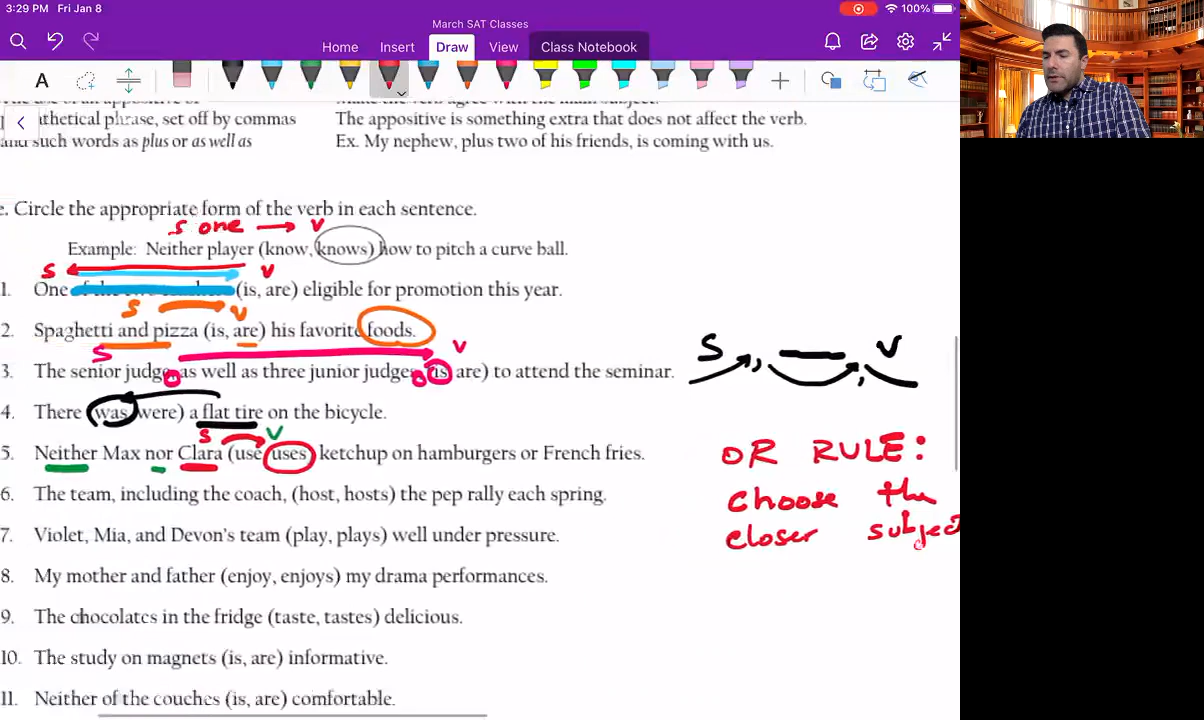 3:29 PM Fri Jan 8
100%
March SAT Classes
Home Insert Draw View Class Notebook
A
Make the verb agree with the main subject.
phrase, set off by commas The appositive is something extra that does not affect the verb.
and such words as plus or as well as Ex. My nephew, plus two of his friends, is coming with us.
e. Circle the appropriate form of the verb in each sentence.
s one → v
Example: Neither player (know, knows) how to pitch a curve ball.
s v
1. One (is, are) eligible for promotion this year.
s v
2. Spaghetti and pizza (is, are) his favorite foods.
s v
3. The senior judge, as well as three junior judges, (is, are) to attend the seminar.
S , , V
4. There (was, were) a flat tire on the bicycle.
s v
5. Neither Max nor Clara (use, uses) ketchup on hamburgers or French fries.
OR RULE:
6. The team, including the coach, (host, hosts) the pep rally each spring.
choose the
7. Violet, Mia, and Devon's team (play, plays) well under pressure.
closer subject
8. My mother and father (enjoy, enjoys) my drama performances.
9. The chocolates in the fridge (taste, tastes) delicious.
10. The study on magnets (is, are) informative.
11. Neither of the couches (is, are) comfortable.